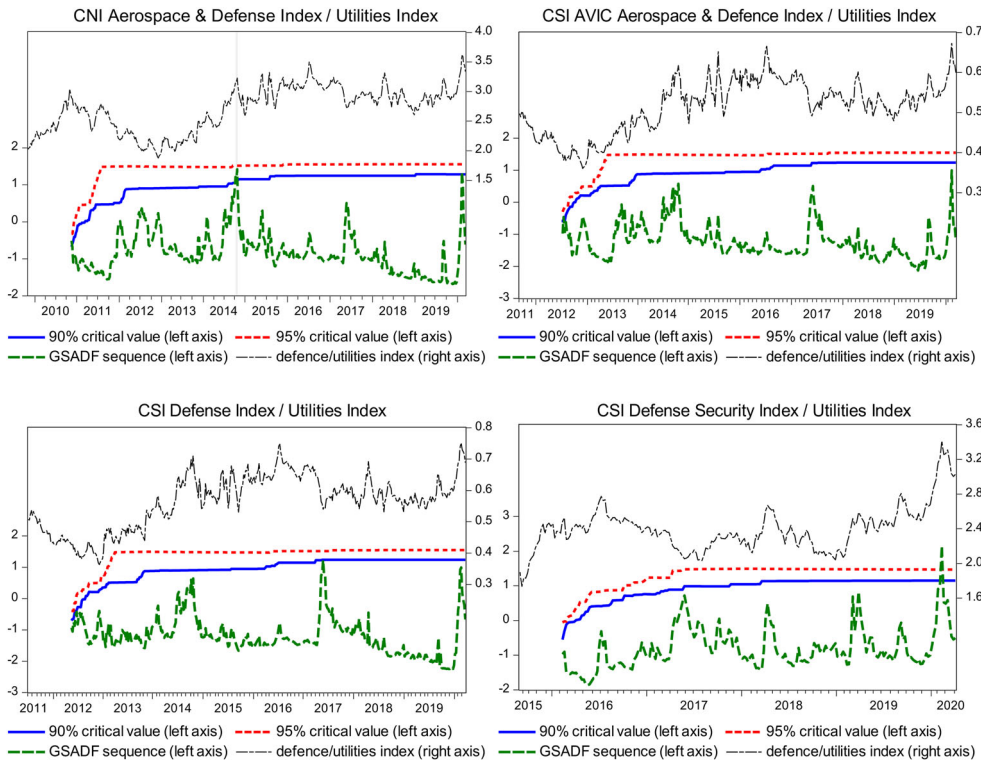 CNI Aerospace & Defense Index / Utilities Index
4.0
3.5
3.0
2.5
2.0
1.5
2
1
0
-1
-2
2010 2011 2012 2013 2014 2015 2016 2017 2018 2019
90% critical value (left axis) 95% critical value (left axis)
GSADF sequence (left axis) defence/utilities index (right axis)
CSI AVIC Aerospace & Defence Index / Utilities Index
0.7
0.6
0.5
0.4
0.3
2
1
0
-1
-2
-3
2011 2012 2013 2014 2015 2016 2017 2018 2019
90% critical value (left axis) 95% critical value (left axis)
GSADF sequence (left axis) defence/utilities index (right axis)
CSI Defense Index / Utilities Index
0.8
0.7
0.6
0.5
0.4
0.3
2
1
0
-1
-2
-3
2011 2012 2013 2014 2015 2016 2017 2018 2019
90% critical value (left axis) 95% critical value (left axis)
GSADF sequence (left axis) defence/utilities index (right axis)
CSI Defense Security Index / Utilities Index
3.6
3.2
2.8
2.4
2.0
1.6
3
2
1
0
-1
-2
2015 2016 2017 2018 2019 2020
90% critical value (left axis) 95% critical value (left axis)
GSADF sequence (left axis) defence/utilities index (right axis)